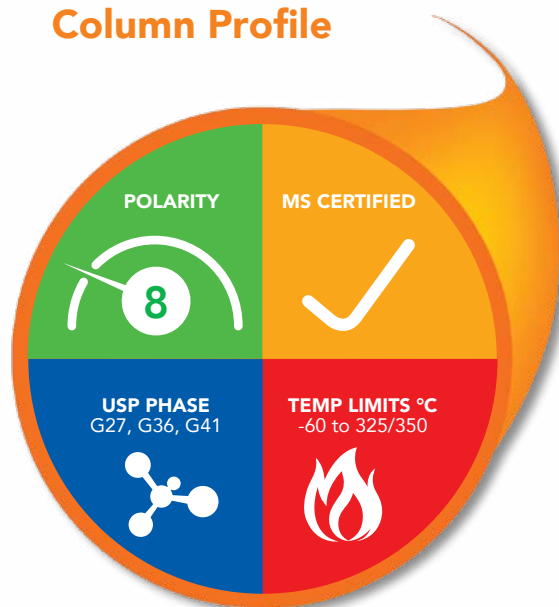 Column Profile
POLARITY
8
MS CERTIFIED
USP PHASE
G27, G36, G41
TEMP LIMITS °C
-60 to 325/350